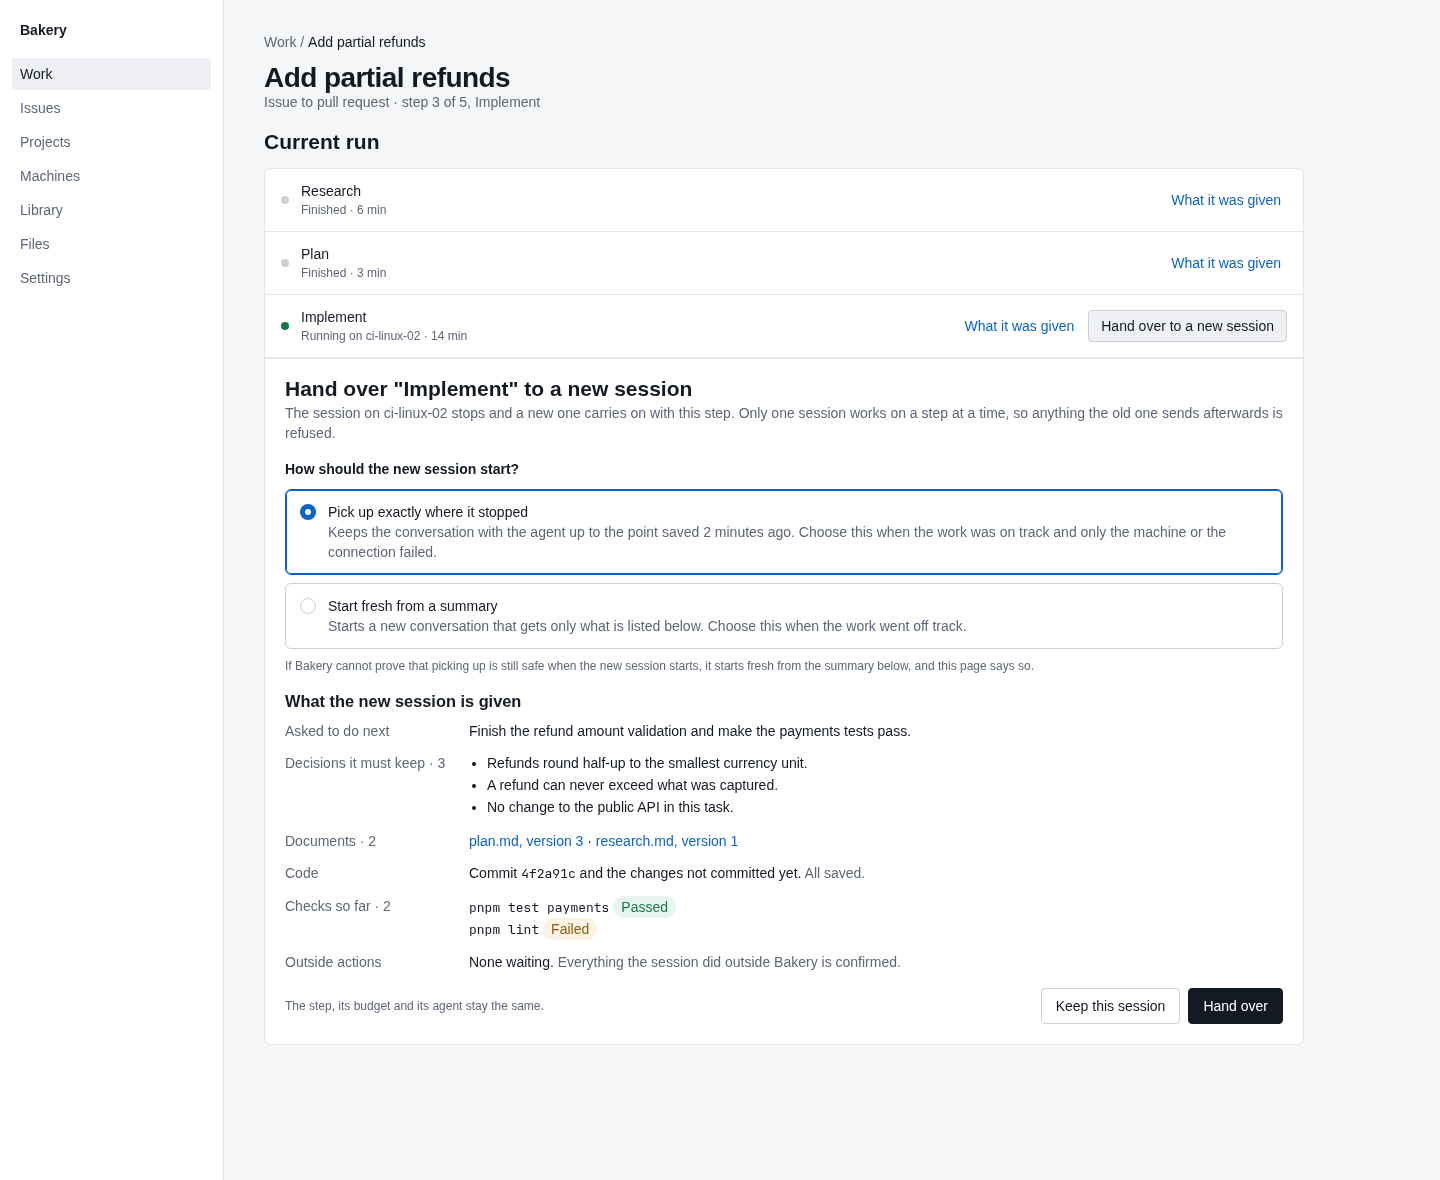 Bakery
Work
Issues
Projects
Machines
Library
Files
Settings
Work / Add partial refunds
Add partial refunds
Issue to pull request · step 3 of 5, Implement
Current run
Research
Finished · 6 min
What it was given
Plan
Finished · 3 min
What it was given
Implement
Running on ci-linux-02 · 14 min
What it was given
Hand over to a new session
Hand over "Implement" to a new session
The session on ci-linux-02 stops and a new one carries on with this step. Only one session works on a step at a time, so anything the old one sends afterwards is
refused.
How should the new session start?
Pick up exactly where it stopped
Keeps the conversation with the agent up to the point saved 2 minutes ago. Choose this when the work was on track and only the machine or the
connection failed.
Start fresh from a summary
Starts a new conversation that gets only what is listed below. Choose this when the work went off track.
If Bakery cannot prove that picking up is still safe when the new session starts, it starts fresh from the summary below, and this page says so.
What the new session is given
Asked to do next
Finish the refund amount validation and make the payments tests pass.
Decisions it must keep · 3
• Refunds round half-up to the smallest currency unit.
• A refund can never exceed what was captured.
• No change to the public API in this task.
Documents · 2
plan.md, version 3 · research.md, version 1
Code
Commit 4f2a91c and the changes not committed yet. All saved.
Checks so far · 2
pnpm test payments Passed
pnpm lint Failed
Outside actions
None waiting. Everything the session did outside Bakery is confirmed.
The step, its budget and its agent stay the same.
Keep this session
Hand over